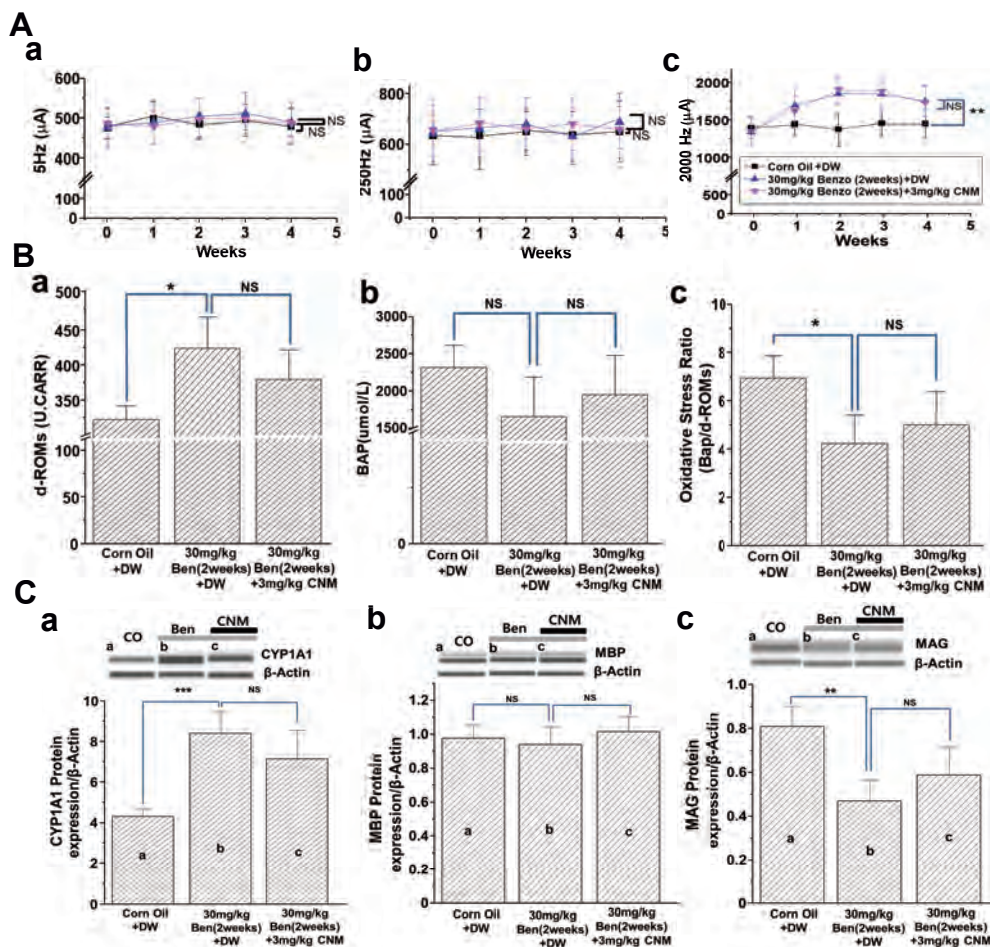 A
a
5Hz (μA)
600
500
400
100
50
0
NS
NS
0 1 2 3 4 5
Weeks
b
250Hz (μA)
800
600
100
50
0
NS
NS
0 1 2 3 4 5
Weeks
c
2000 Hz (μA)
2000
1500
1000
500
0
NS
**
Corn Oil +DW
30mg/kg Benzo (2weeks)+DW
30mg/kg Benzo (2weeks)+3mg/kg CNM
0 1 2 3 4 5
Weeks
B
a
d-ROMs (U.CARR)
500
450
400
350
100
50
0
*
NS
Corn Oil
+DW
30mg/kg
Ben(2weeks)
+DW
30mg/kg
Ben(2weeks)
+3mg/kg CNM
b
BAP(umol/L)
3000
2500
2000
1500
0
NS
NS
Corn Oil
+DW
30mg/kg
Ben(2weeks)
+DW
30mg/kg
Ben(2weeks)
+3mg/kg CNM
c
Oxidative Stress Ratio
(Bap/d-ROMs)
10
8
6
4
2
0
*
NS
Corn Oil
+DW
30mg/kg
Ben(2weeks)
+DW
30mg/kg
Ben(2weeks)
+3mg/kg CNM
C
a
CNM
CO
Ben
a
b
c
CYP1A1
β-Actin
CYP1A1 Protein
expression/β-Actin
10
8
6
4
2
0
***
NS
a
b
c
Corn Oil
+DW
30mg/kg
Ben(2weeks)
+DW
30mg/kg
Ben(2weeks)
+3mg/kg CNM
b
CNM
CO
Ben
a
b
c
MBP
β-Actin
MBP Protein
expression/β-Actin
1.2
1.0
0.8
0.6
0.4
0.2
0
NS
NS
a
b
c
Corn Oil
+DW
30mg/kg
Ben(2weeks)
+DW
30mg/kg
Ben(2weeks)
+3mg/kg CNM
c
CNM
CO
Ben
a
b
c
MAG
β-Actin
MAG Protein
expression/β-Actin
1.0
0.8
0.6
0.4
0.2
0
**
NS
a
b
c
Corn Oil
+DW
30mg/kg
Ben(2weeks)
+DW
30mg/kg
Ben(2weeks)
+3mg/kg CNM